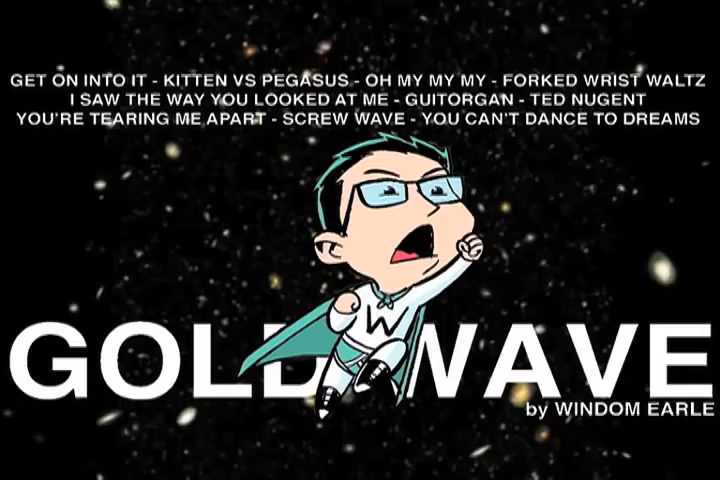 GET ON INTO IT - KITTEN VS PEGASUS - OH MY MY MY - FORKED WRIST WALTZ
I SAW THE WAY YOU LOOKED AT ME - GUITORGAN - TED NUGENT
YOU'RE TEARING ME APART - SCREW WAVE - YOU CAN'T DANCE TO DREAMS
W
GOLD WAVE
by WINDOM EARLE